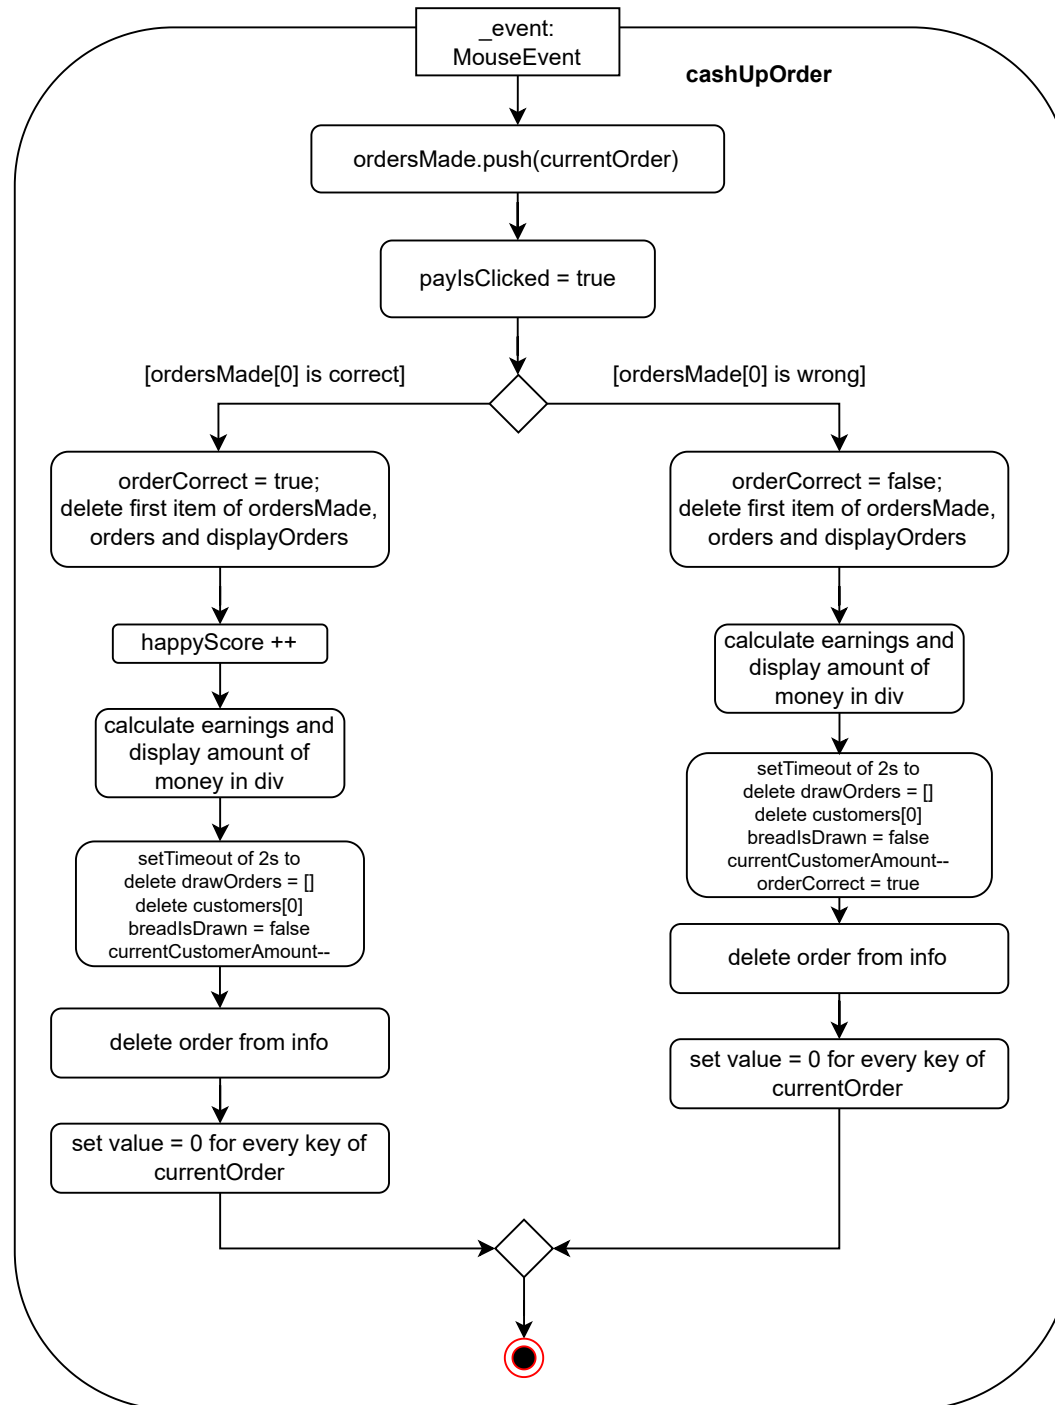 _event:
MouseEvent
cashUpOrder
ordersMade.push(currentOrder)
payIsClicked = true
[ordersMade[0] is correct]
[ordersMade[0] is wrong]
orderCorrect = true;
delete first item of ordersMade,
orders and displayOrders
happyScore ++
calculate earnings and
display amount of
money in div
setTimeout of 2s to
delete drawOrders = []
delete customers[0]
breadIsDrawn = false
currentCustomerAmount--
delete order from info
set value = 0 for every key of
currentOrder
orderCorrect = false;
delete first item of ordersMade,
orders and displayOrders
calculate earnings and
display amount of
money in div
setTimeout of 2s to
delete drawOrders = []
delete customers[0]
breadIsDrawn = false
currentCustomerAmount--
orderCorrect = true
delete order from info
set value = 0 for every key of
currentOrder